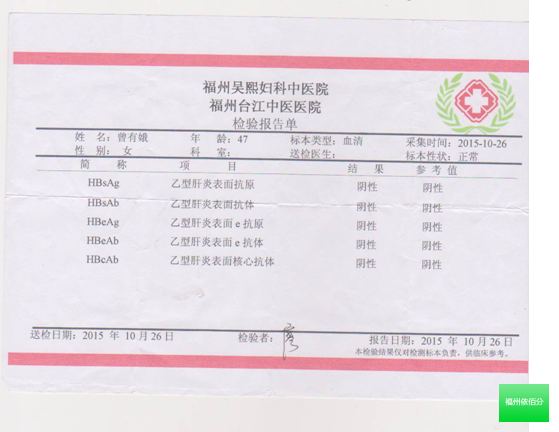 福州吴熙妇科中医院
福州台江中医医院
检验报告单
姓 名：曾有娥 年 龄：47 标本类型：血清 采集时间：2015-10-26
性 别：女 科 室： 送检医生： 标本性状：正常
简 称 项 目 结 果 参 考 值
HBsAg 乙型肝炎表面抗原 阴性 阴性
HBsAb 乙型肝炎表面抗体 阴性 阴性
HBeAg 乙型肝炎表面 e 抗原 阴性 阴性
HBeAb 乙型肝炎表面 e 抗体 阴性 阴性
HBcAb 乙型肝炎表面核心抗体 阴性 阴性
送检日期：2015 年 10 月 26 日 检验者： 报告日期：2015 年 10 月 26 日
本检验结果仅对检测标本负责，供临床参考。
福州依佰分